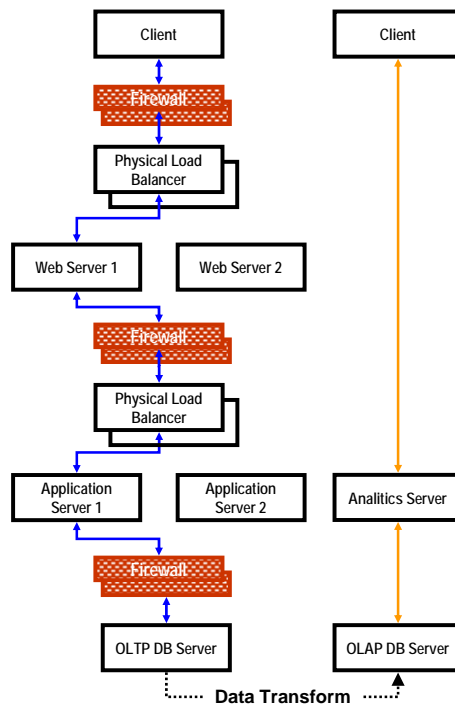 Client
Client
Firewall
Physical Load
Balancer
Web Server 1
Web Server 2
Firewall
Physical Load
Balancer
Application
Server 1
Application
Server 2
Analitics Server
Firewall
OLTP DB Server
OLAP DB Server
Data Transform